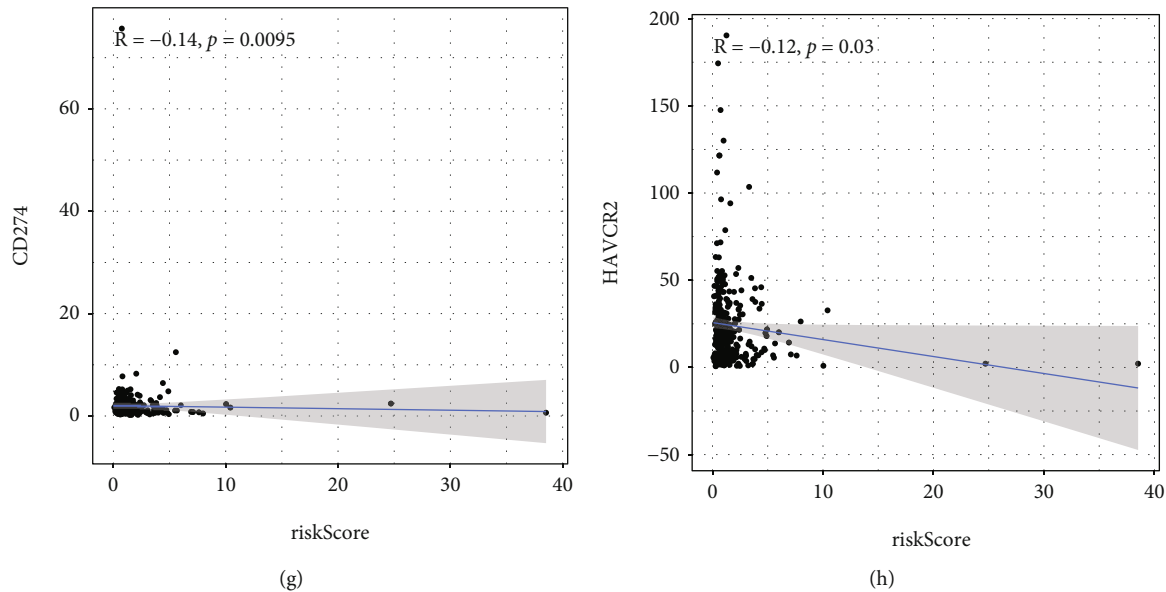 R = −0.14, p = 0.0095
60
40
20
0
CD274
0 10 20 30 40
riskScore
(g)
R = −0.12, p = 0.03
200
150
100
50
0
−50
HAVCR2
0 10 20 30 40
riskScore
(h)